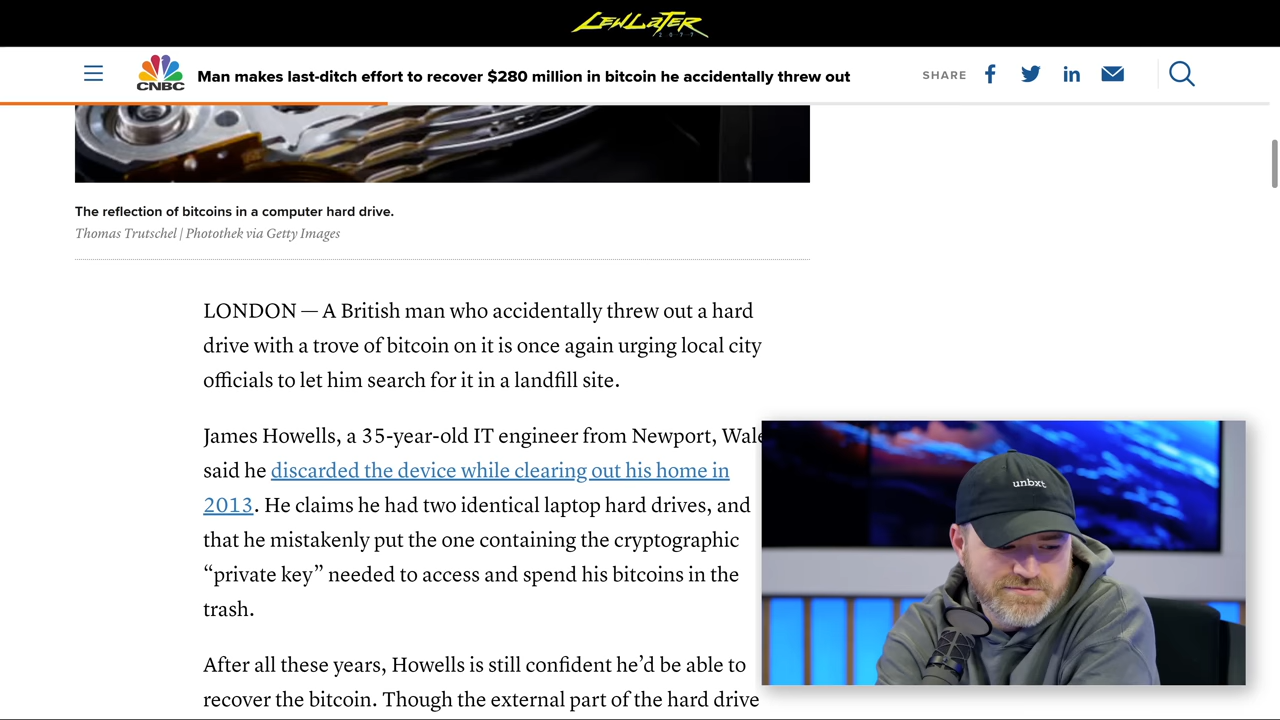 LEWLATER
2077
CNBC
Man makes last-ditch effort to recover $280 million in bitcoin he accidentally threw out
SHARE
The reflection of bitcoins in a computer hard drive.
Thomas Trutschel | Photothek via Getty Images
LONDON — A British man who accidentally threw out a hard
drive with a trove of bitcoin on it is once again urging local city
officials to let him search for it in a landfill site.
James Howells, a 35-year-old IT engineer from Newport, Wale
said he discarded the device while clearing out his home in
2013. He claims he had two identical laptop hard drives, and
that he mistakenly put the one containing the cryptographic
“private key” needed to access and spend his bitcoins in the
trash.
unbxt
After all these years, Howells is still confident he’d be able to
recover the bitcoin. Though the external part of the hard drive